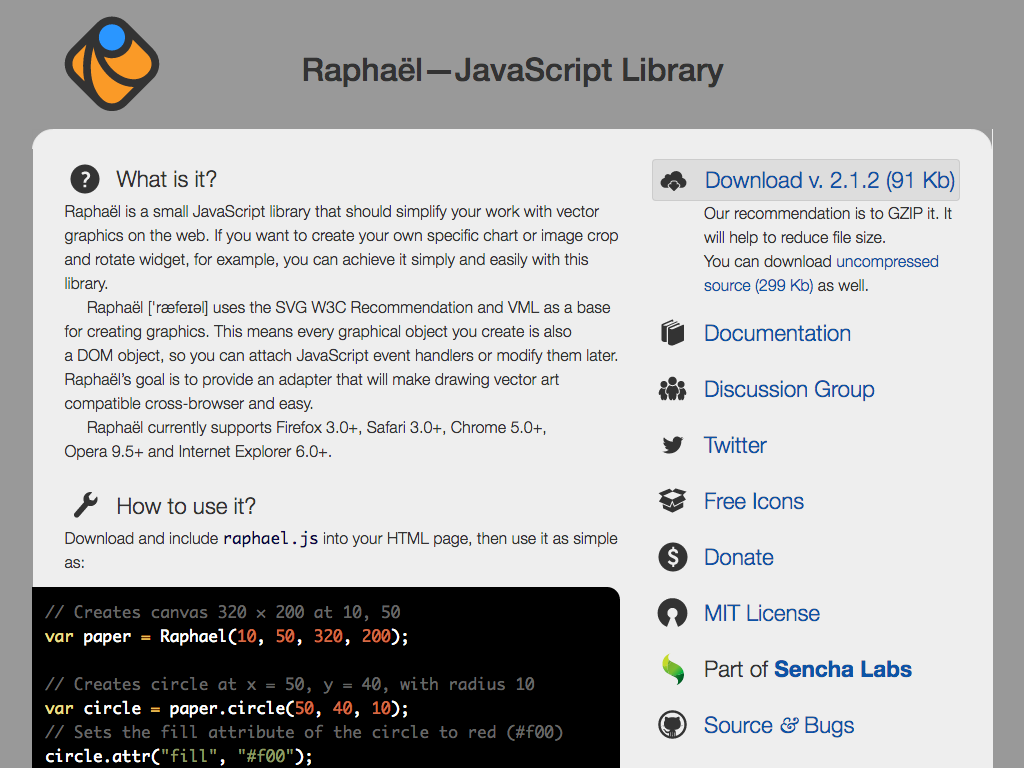 Raphaël—JavaScript Library
What is it?
Raphaël is a small JavaScript library that should simplify your work with vector
graphics on the web. If you want to create your own specific chart or image crop
and rotate widget, for example, you can achieve it simply and easily with this
library.
Raphaël ['ræfeɪəl] uses the SVG W3C Recommendation and VML as a base
for creating graphics. This means every graphical object you create is also
a DOM object, so you can attach JavaScript event handlers or modify them later.
Raphaël’s goal is to provide an adapter that will make drawing vector art
compatible cross-browser and easy.
Raphaël currently supports Firefox 3.0+, Safari 3.0+, Chrome 5.0+,
Opera 9.5+ and Internet Explorer 6.0+.
How to use it?
Download and include raphael.js into your HTML page, then use it as simple
as:
// Creates canvas 320 × 200 at 10, 50
var paper = Raphael(10, 50, 320, 200);
// Creates circle at x = 50, y = 40, with radius 10
var circle = paper.circle(50, 40, 10);
// Sets the fill attribute of the circle to red (#f00)
circle.attr("fill", "#f00");
Download v. 2.1.2 (91 Kb)
Our recommendation is to GZIP it. It
will help to reduce file size.
You can download uncompressed
source (299 Kb) as well.
Documentation
Discussion Group
Twitter
Free Icons
Donate
MIT License
Part of Sencha Labs
Source & Bugs